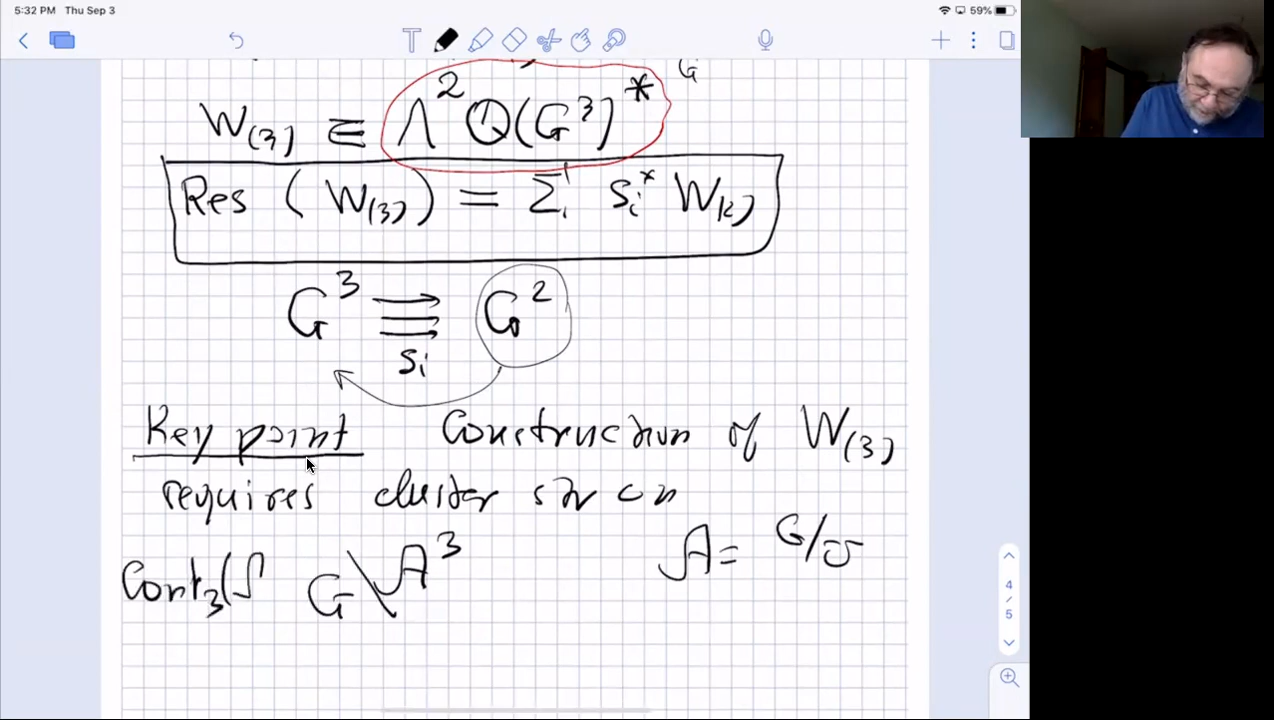 5:32 PM Thu Sep 3
59%
G
W₍₃₎ ≡ Λ² Q(G³)*
Res (W₍₃₎) = Σᵢ sᵢ* W₍₂₎
G³ G²
sᵢ
Key point Construction of W₍₃₎
requires cluster str on
Conf₃( G\A³ A = G/U
4
/
5